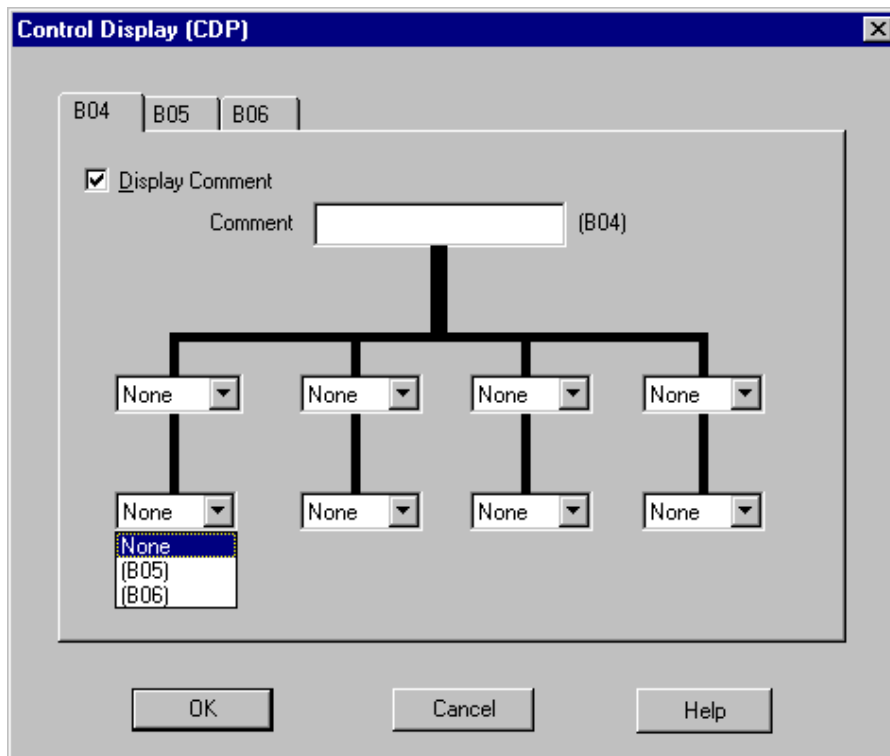 Control Display (CDP)
B04 B05 B06
Display Comment
Comment (B04)
None None None None
None None None None
None
(B05)
(B06)
OK Cancel Help